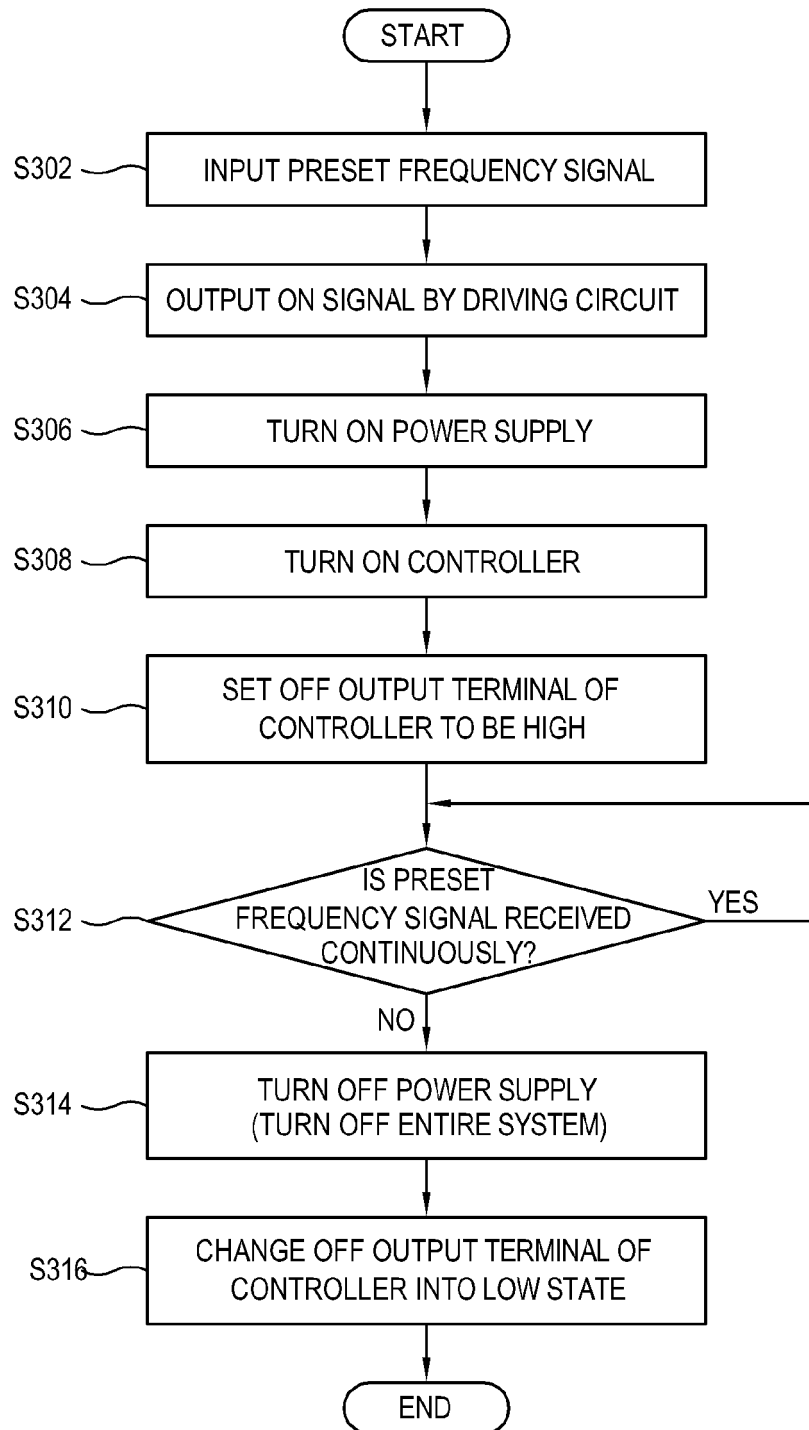 START
S302
INPUT PRESET FREQUENCY SIGNAL
S304
OUTPUT ON SIGNAL BY DRIVING CIRCUIT
S306
TURN ON POWER SUPPLY
S308
TURN ON CONTROLLER
S310
SET OFF OUTPUT TERMINAL OF
CONTROLLER TO BE HIGH
S312
IS PRESET
FREQUENCY SIGNAL RECEIVED
CONTINUOUSLY?
YES
NO
S314
TURN OFF POWER SUPPLY
(TURN OFF ENTIRE SYSTEM)
S316
CHANGE OFF OUTPUT TERMINAL OF
CONTROLLER INTO LOW STATE
END